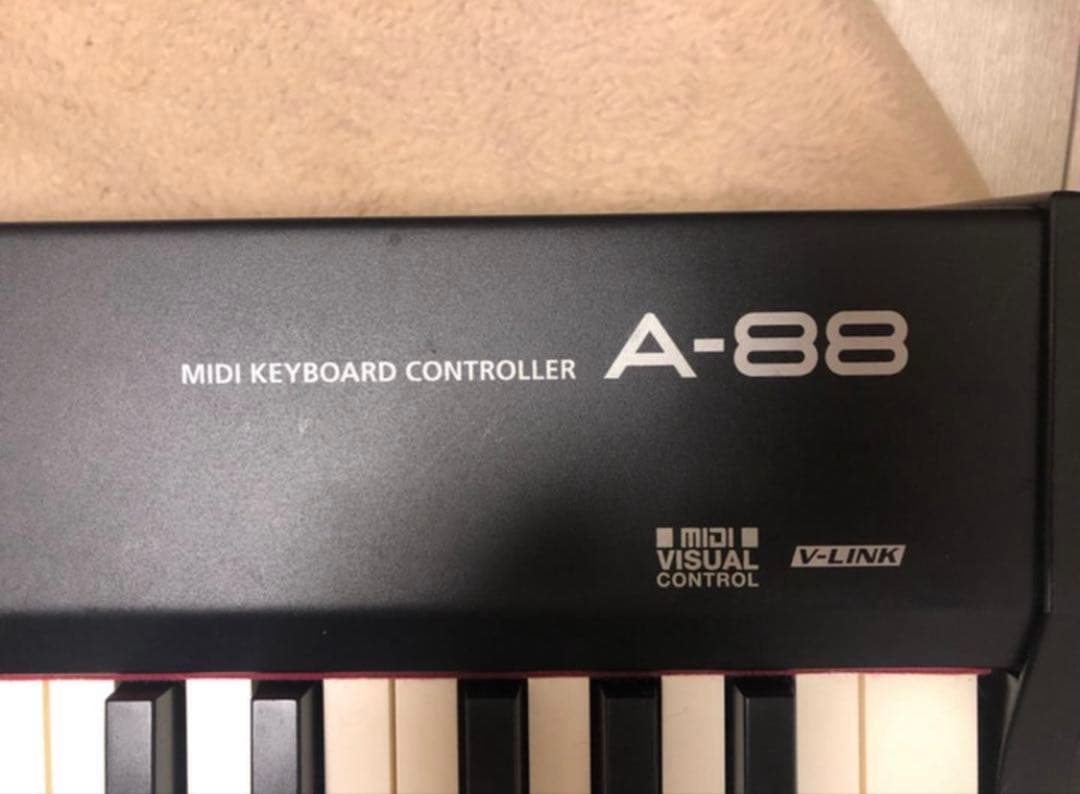 MIDI KEYBOARD CONTROLLER A-88
MIDI
VISUAL
CONTROL
V-LINK